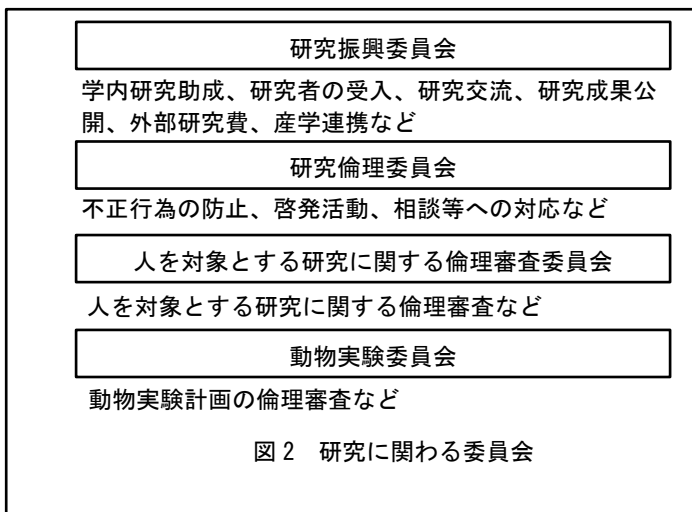 研究振興委員会
学内研究助成、研究者の受入、研究交流、研究成果公
開、外部研究費、産学連携など
研究倫理委員会
不正行為の防止、啓発活動、相談等への対応など
人を対象とする研究に関する倫理審査委員会
人を対象とする研究に関する倫理審査など
動物実験委員会
動物実験計画の倫理審査など
図2 研究に関わる委員会